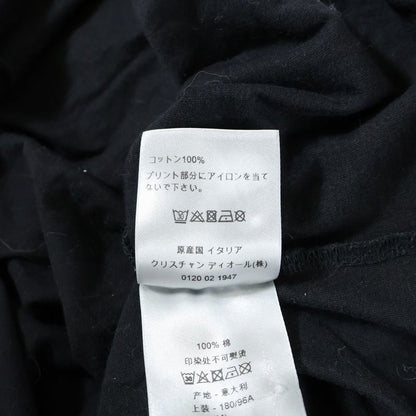 コットン100%
プリント部分にアイロンを当て
ないで下さい。
原産国 イタリア
クリスチャン ディオール(株)
0120 02 1947
100% 棉
印染处不可熨烫
30
产地 - 意大利
上装 - 180/96A